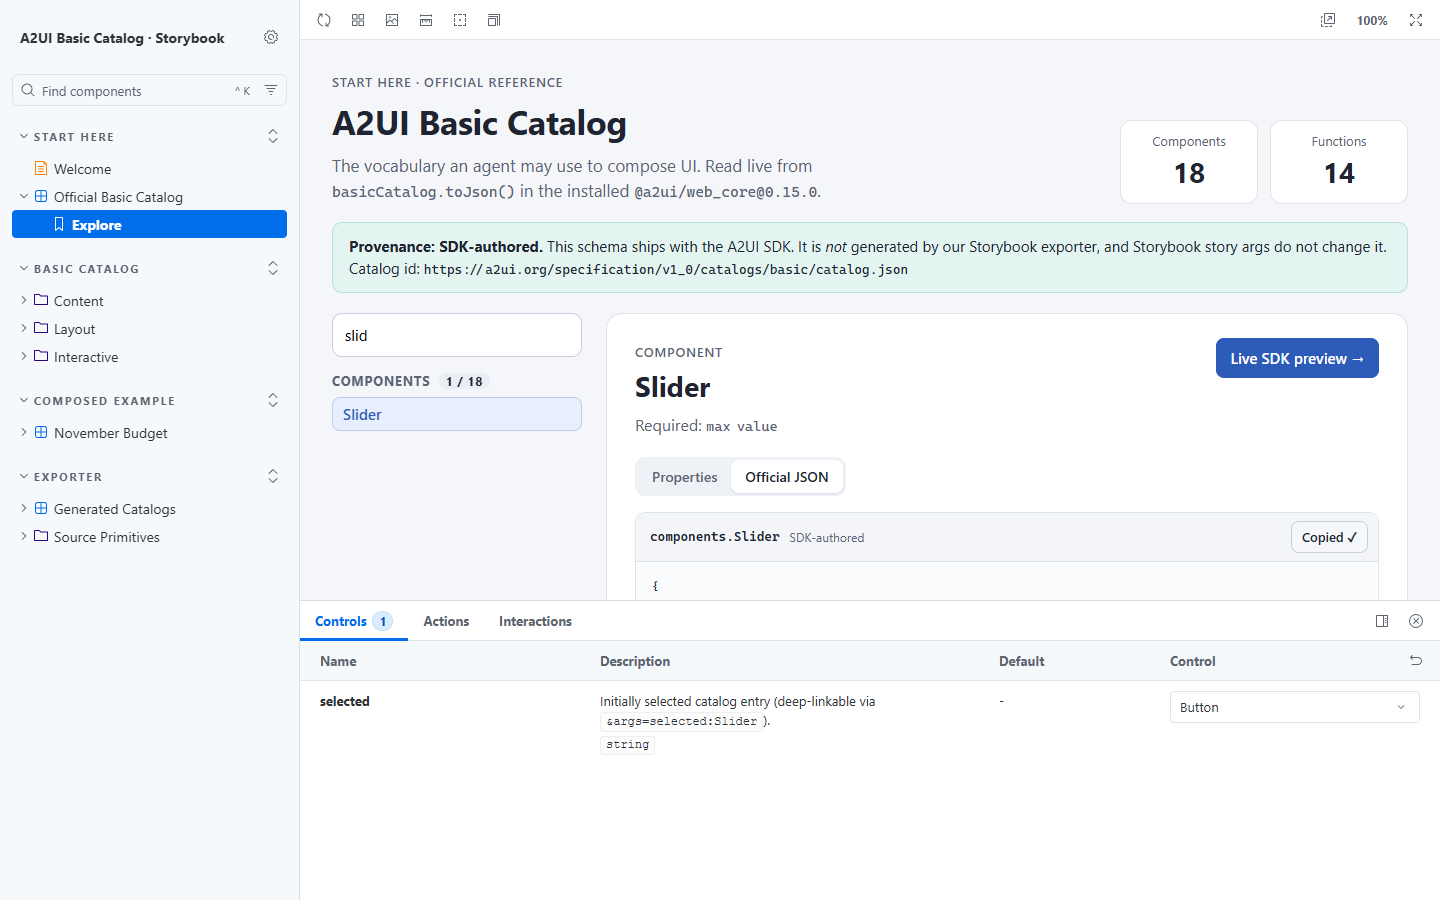 A2UI Basic Catalog · Storybook
Find components
^ K
START HERE
Welcome
Official Basic Catalog
Explore
BASIC CATALOG
Content
Layout
Interactive
COMPOSED EXAMPLE
November Budget
EXPORTER
Generated Catalogs
Source Primitives
100%
START HERE · OFFICIAL REFERENCE
A2UI Basic Catalog
The vocabulary an agent may use to compose UI. Read live from
basicCatalog.toJson() in the installed @a2ui/web_core@0.15.0.
Components
18
Functions
14
Provenance: SDK-authored. This schema ships with the A2UI SDK. It is not generated by our Storybook exporter, and Storybook story args do not change it.
Catalog id: https://a2ui.org/specification/v1_0/catalogs/basic/catalog.json
slid
COMPONENTS 1 / 18
Slider
COMPONENT
Slider
Required: max value
Live SDK preview →
Properties
Official JSON
components.Slider SDK-authored
Copied ✓
{
Controls 1
Actions
Interactions
Name
Description
Default
Control
selected
Initially selected catalog entry (deep-linkable via
&args=selected:Slider ).
string
-
Button